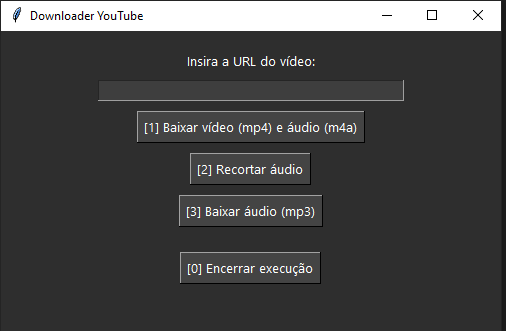 Downloader YouTube
Insira a URL do vídeo:
[1] Baixar vídeo (mp4) e áudio (m4a)
[2] Recortar áudio
[3] Baixar áudio (mp3)
[0] Encerrar execução